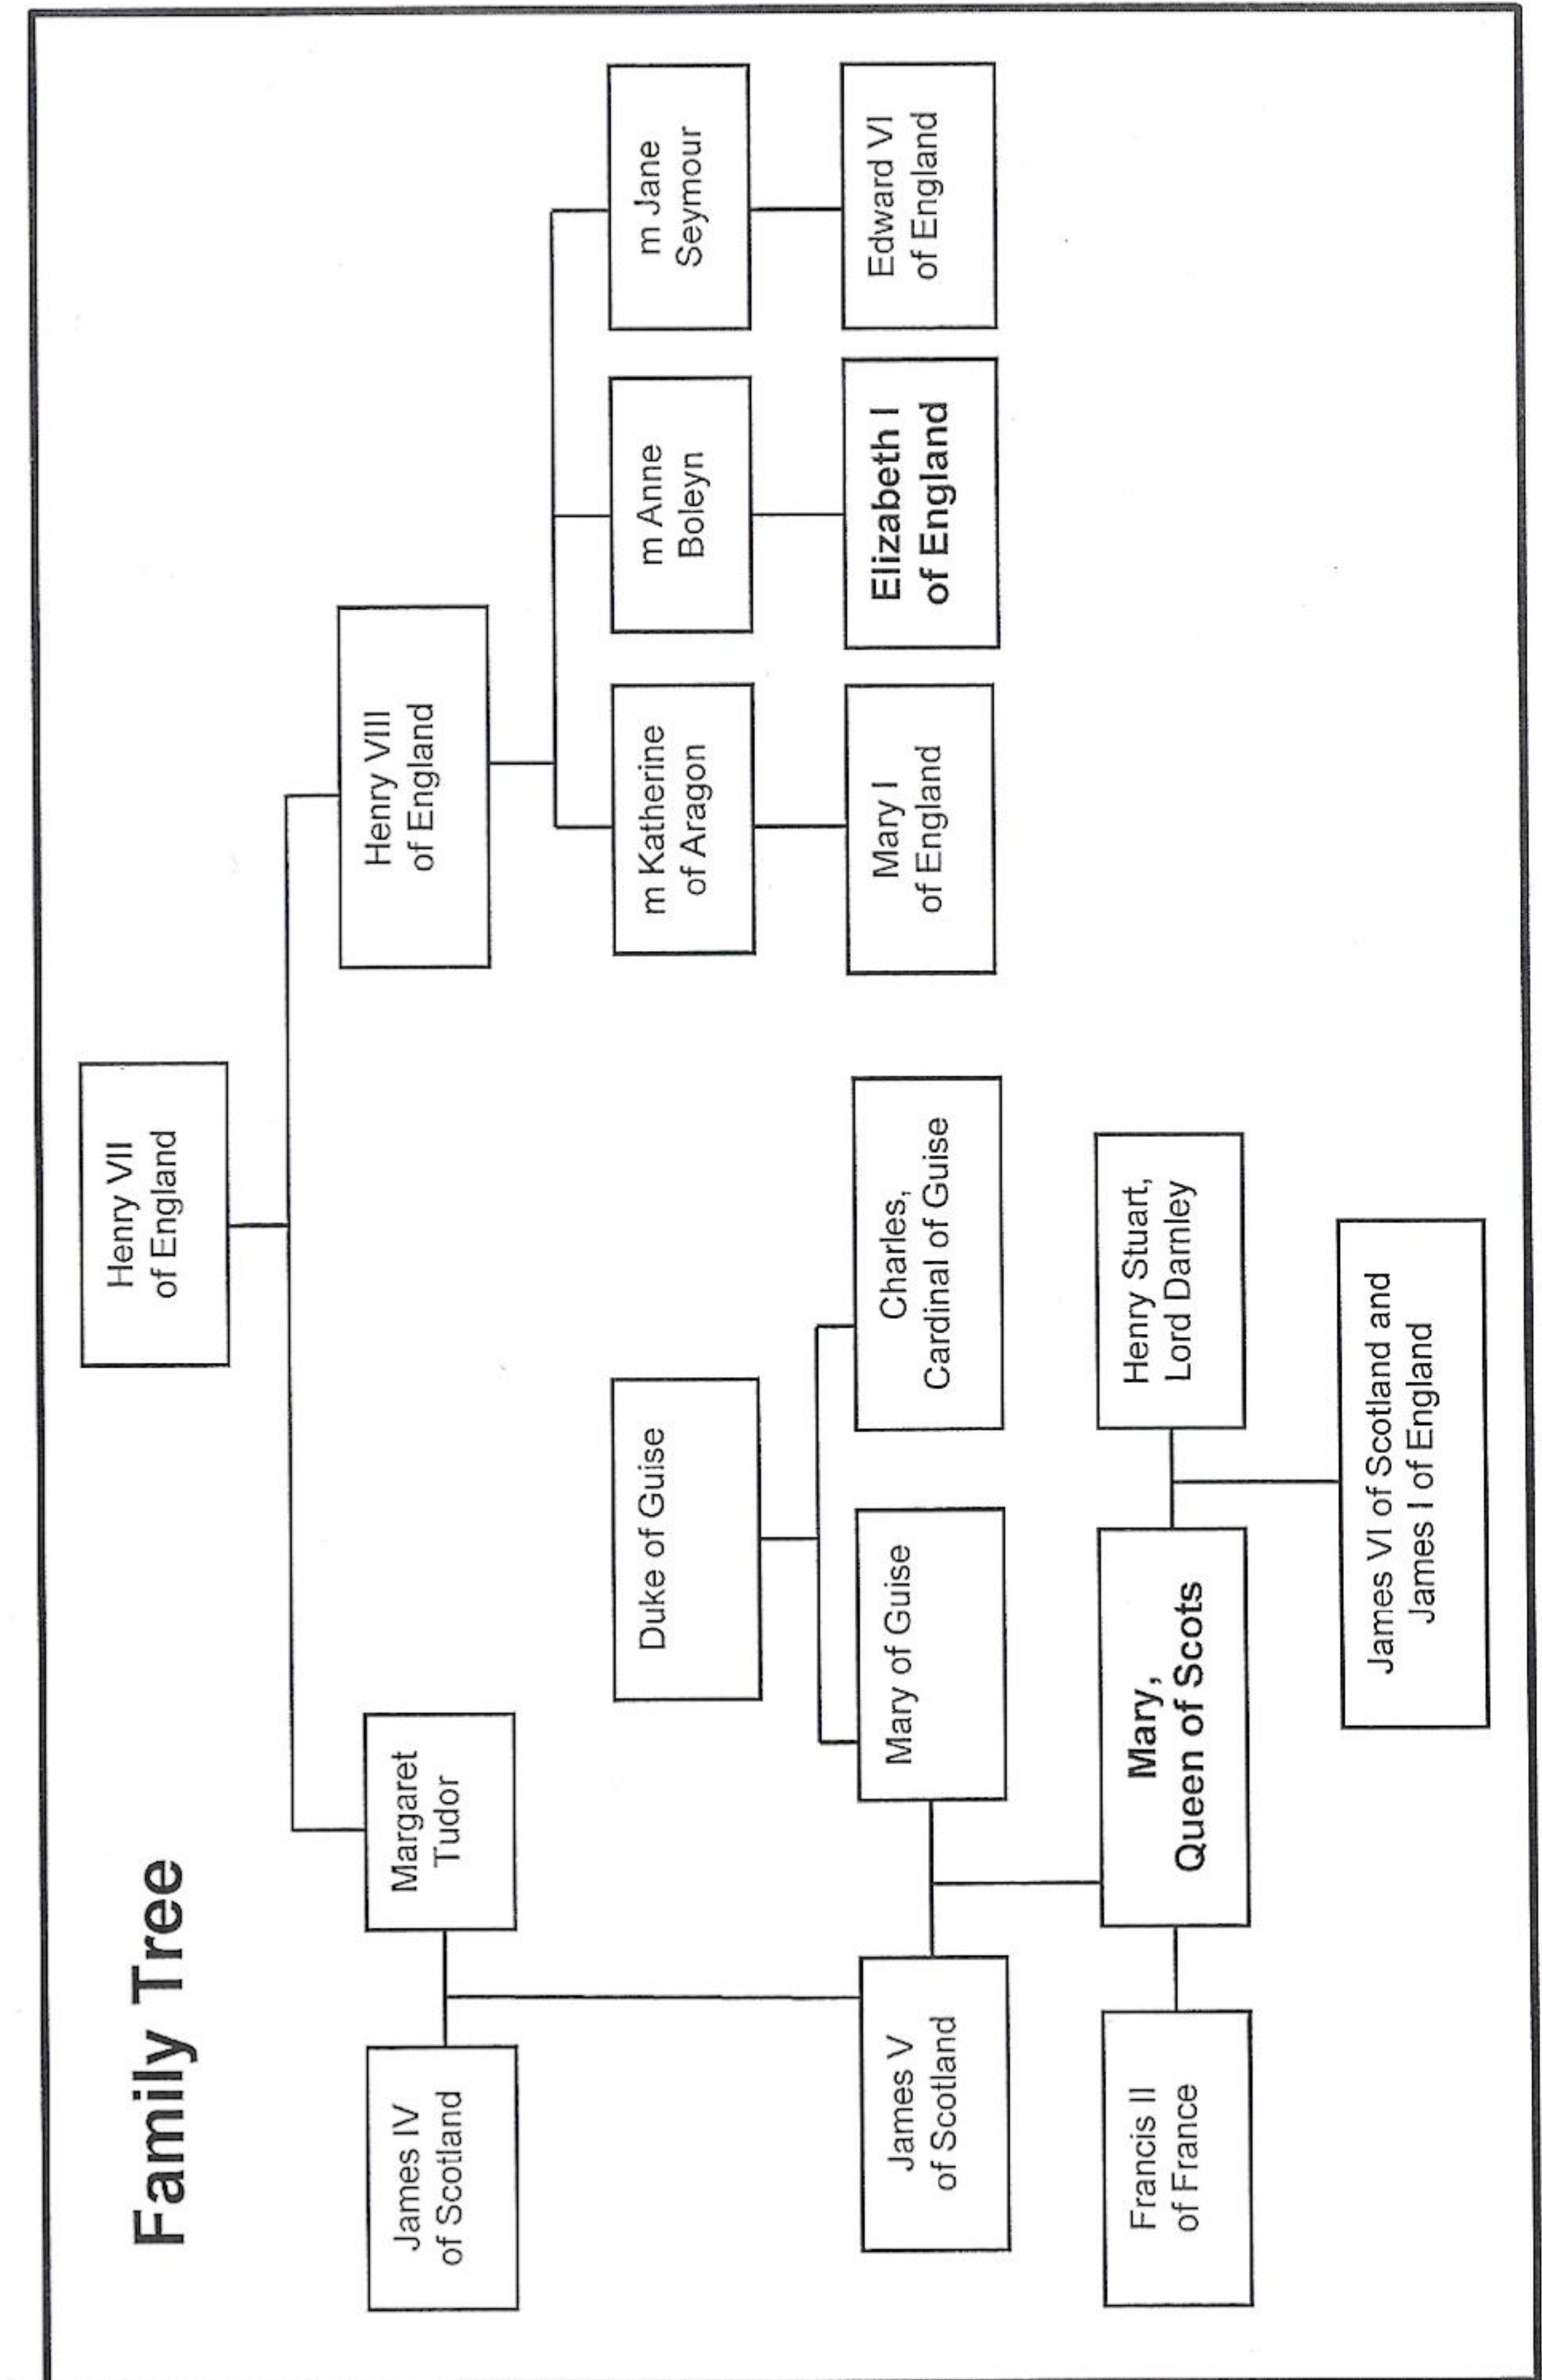 Family Tree
Henry VII
of England
James IV
of Scotland
Margaret
Tudor
Henry VIII
of England
Duke of Guise
m Katherine
of Aragon
m Anne
Boleyn
m Jane
Seymour
James V
of Scotland
Mary of Guise
Charles,
Cardinal of Guise
Mary I
of England
Elizabeth I
of England
Edward VI
of England
Francis II
of France
Mary,
Queen of Scots
Henry Stuart,
Lord Darnley
James VI of Scotland and
James I of England